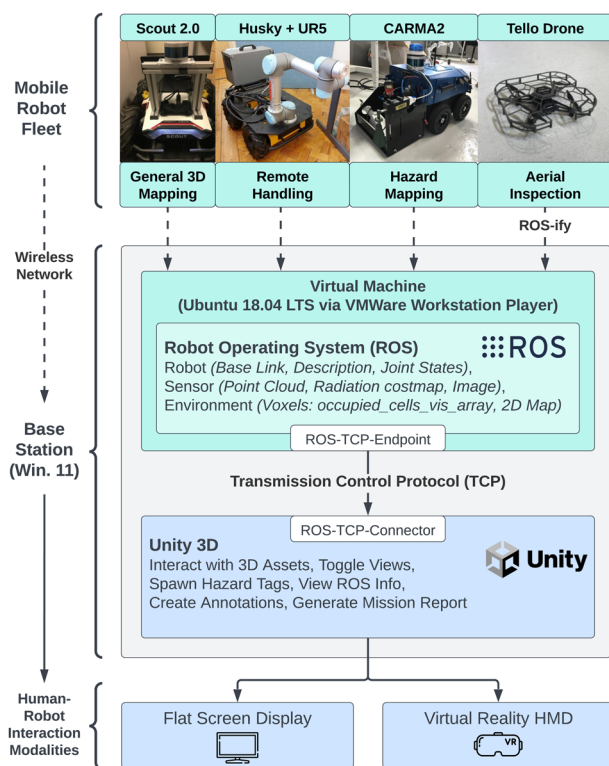 Scout 2.0
Husky + UR5
CARMA2
Tello Drone
Mobile
Robot
Fleet
SCOUT
General 3D
Mapping
Remote
Handling
Hazard
Mapping
Aerial
Inspection
ROS-ify
Wireless
Network
Virtual Machine
(Ubuntu 18.04 LTS via VMWare Workstation Player)
Robot Operating System (ROS)
ROS
Robot (Base Link, Description, Joint States),
Sensor (Point Cloud, Radiation costmap, Image),
Environment (Voxels: occupied_cells_vis_array, 2D Map)
ROS-TCP-Endpoint
Base
Station
(Win. 11)
Transmission Control Protocol (TCP)
ROS-TCP-Connector
Unity 3D
Interact with 3D Assets, Toggle Views,
Spawn Hazard Tags, View ROS Info,
Create Annotations, Generate Mission Report
Unity
Human-
Robot
Interaction
Modalities
Flat Screen Display
Virtual Reality HMD
VR